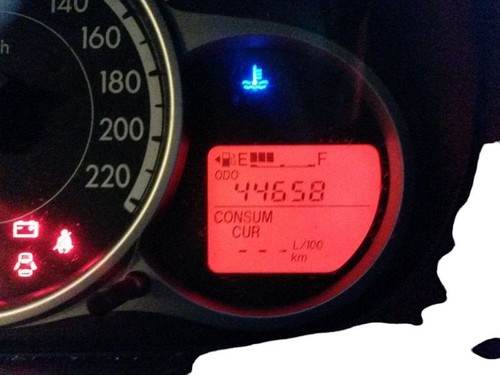 140
160
180
200
220
h
E F
ODO
44658
CONSUM
CUR
- - - L/100
km